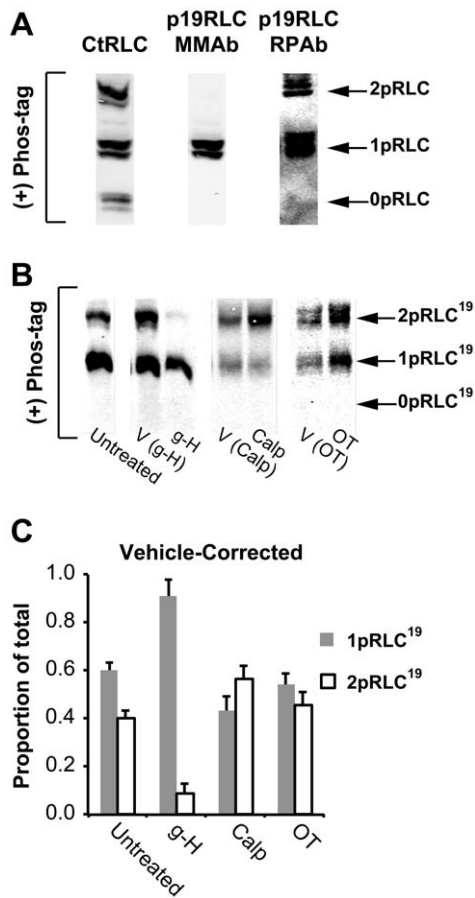 A
CtRLC
p19RLC
MMAb
p19RLC
RPAb
(+) Phos-tag
2pRLC
1pRLC
0pRLC
B
(+) Phos-tag
2pRLC¹⁹
1pRLC¹⁹
0pRLC¹⁹
Untreated
V (g-H)
g-H
V (Calp)
Calp
V (OT)
OT
C
Vehicle-Corrected
Proportion of total
1.0
0.8
0.6
0.4
0.2
0.0
1pRLC¹⁹
2pRLC¹⁹
Untreated
g-H
Calp
OT